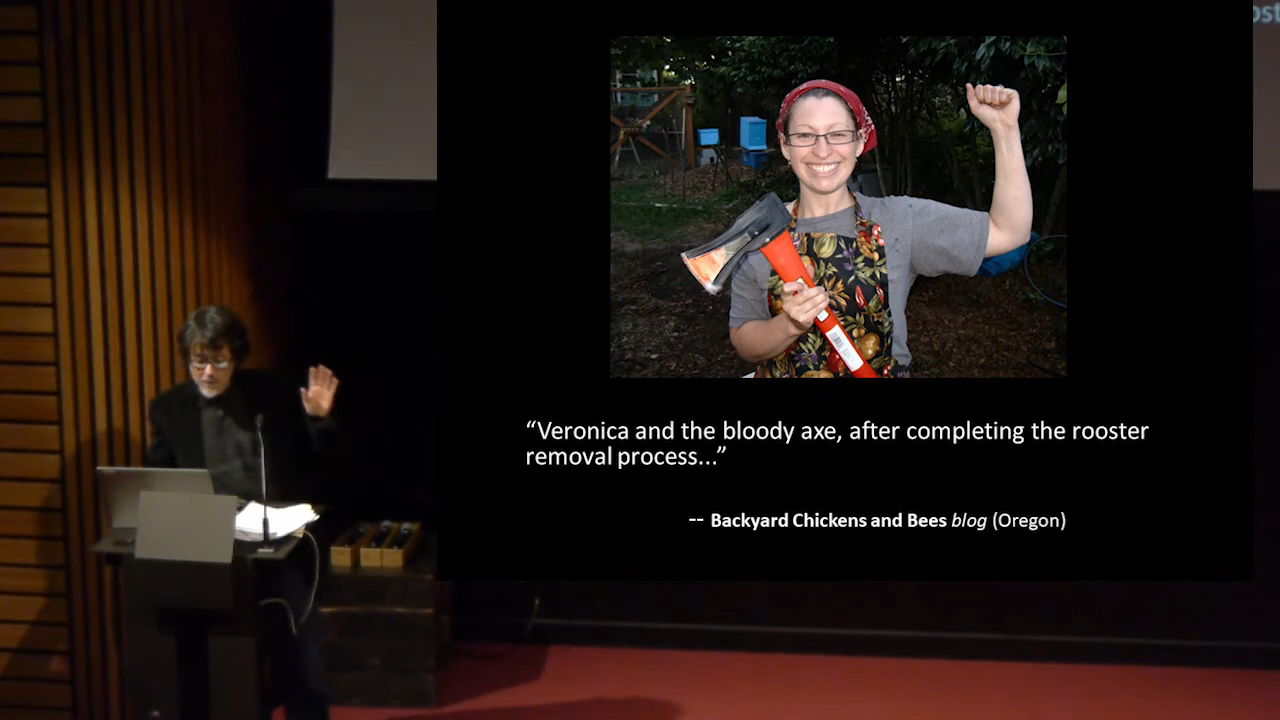 “Veronica and the bloody axe, after completing the rooster
removal process...”
-- Backyard Chickens and Bees blog (Oregon)